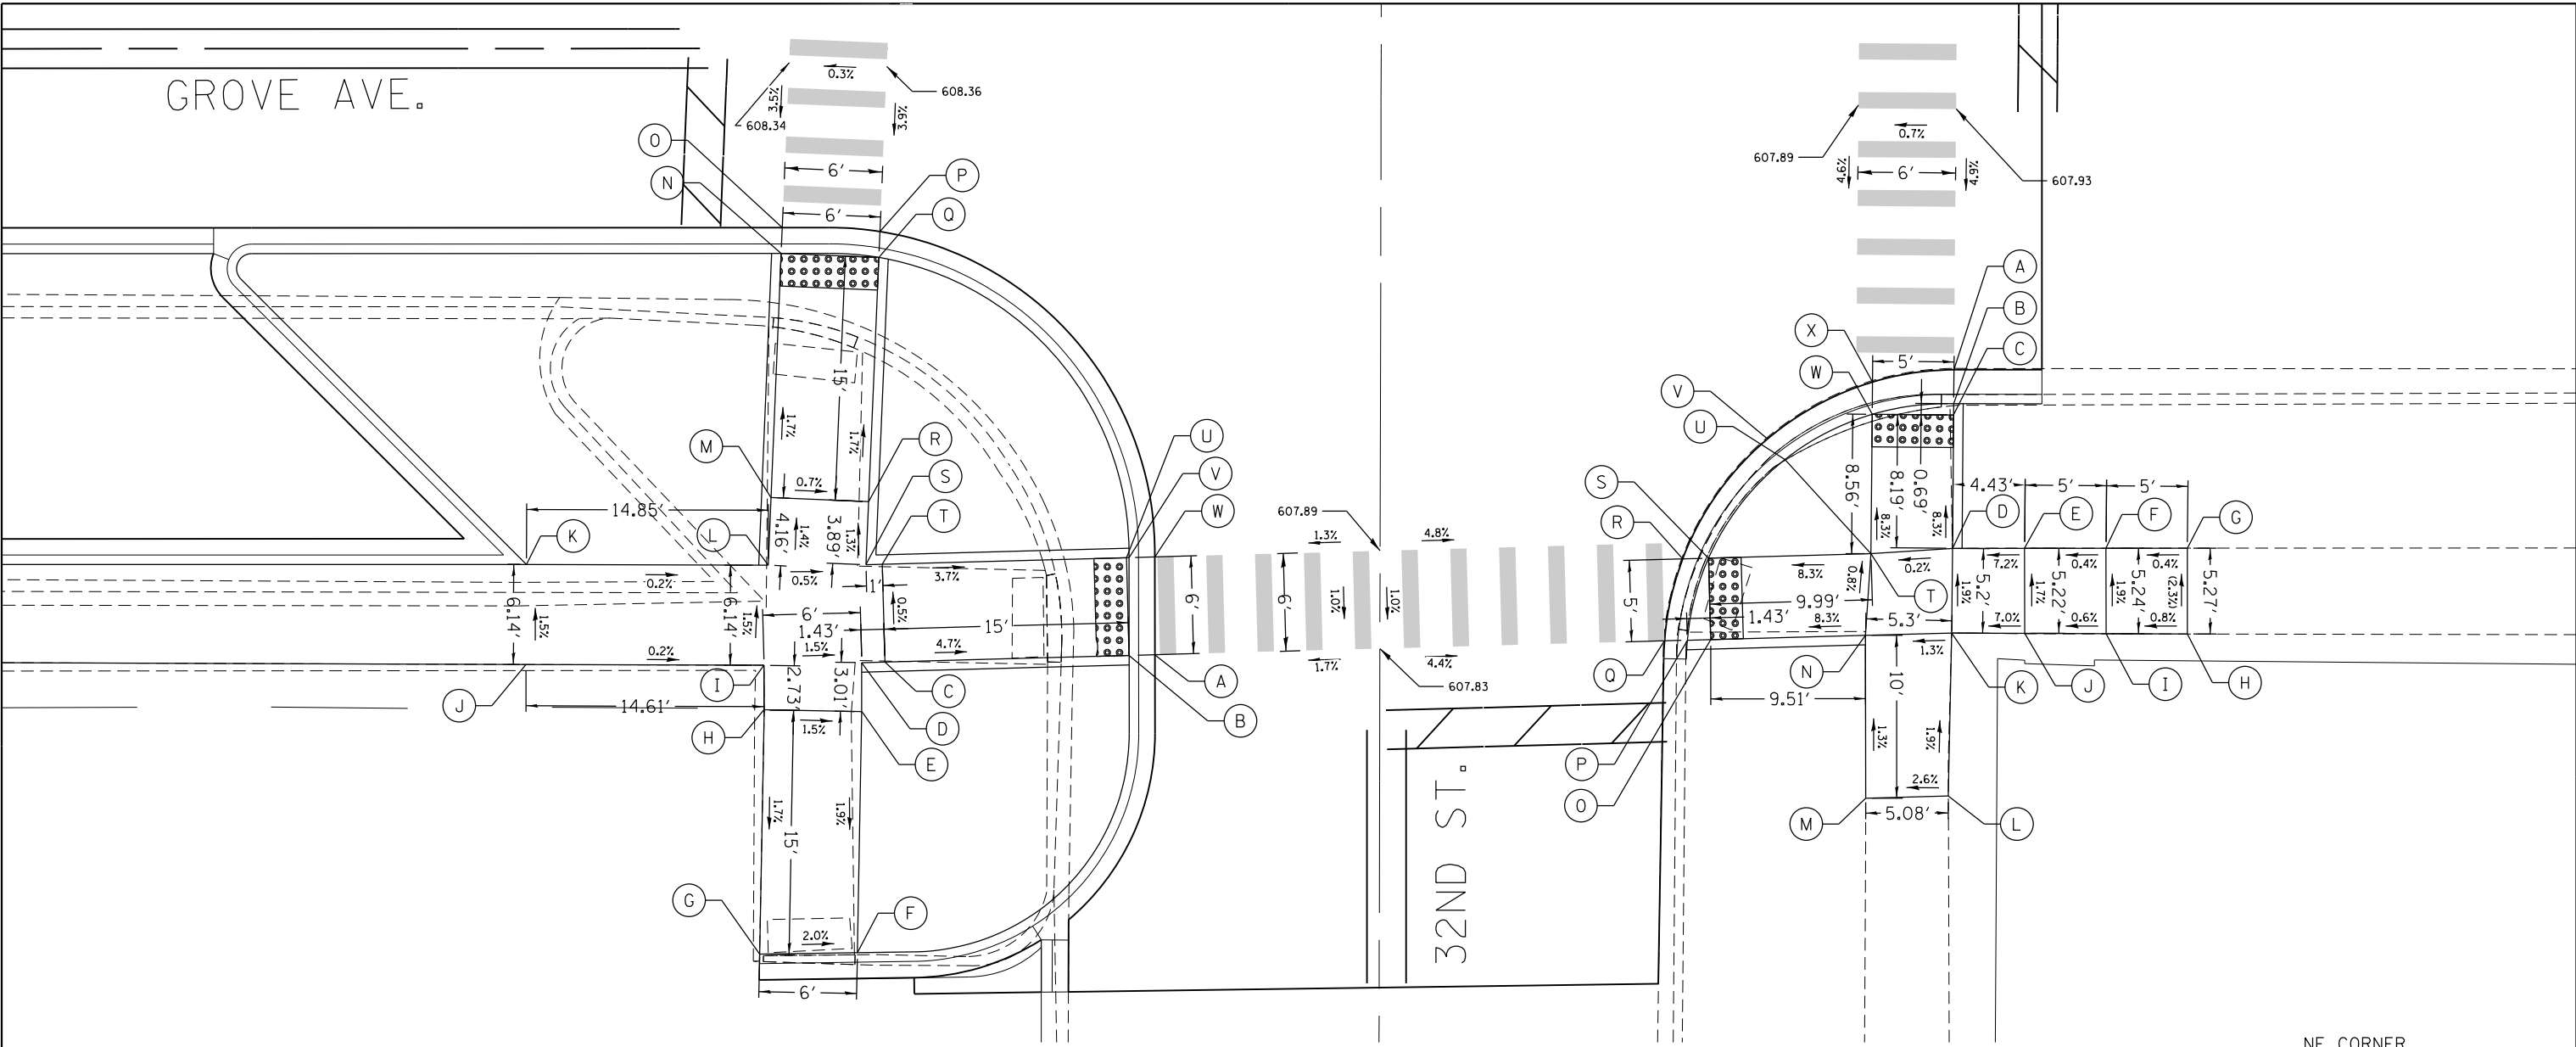 GROVE AVE.
0.3%
608.36
3.5%
608.34
3.9%
6'
6'
O
N
P
Q
15'
1.7%
1.7%
M
R
0.7%
S
T
4.16'
1.4%
3.89'
1.3%
14.85'
K
L
0.2%
0.5%
1'
3.7%
6.14'
1.5%
6.14'
1.5%
6'
1.43'
1.5%
0.5%
15'
4.7%
6'
0.2%
J
I
14.61'
2.73'
3.01'
H
1.5%
C
D
E
1.7%
15'
1.9%
G
F
2.0%
6'
U
V
W
A
B
607.89
1.3%
4.8%
6'
1.0%
1.0%
1.7%
4.4%
607.83
32ND ST.
607.89
0.7%
4.6%
6'
4.9%
607.93
A
B
C
X
W
V
U
5'
8.56'
8.19'
0.69'
8.3%
8.3%
4.43'
5'
5'
D
E
F
G
S
R
5'
8.3%
9.99'
1.43'
8.3%
0.8%
0.2%
T
7.2%
0.4%
0.4%
1.9%
5.2'
1.7%
5.22'
1.9%
5.24'
(2.3%)
5.27'
5.3'
7.0%
0.6%
0.8%
1.3%
Q
9.51'
N
10'
K
J
I
H
P
O
1.3%
1.9%
2.6%
M
5.08'
L
NE CORNER